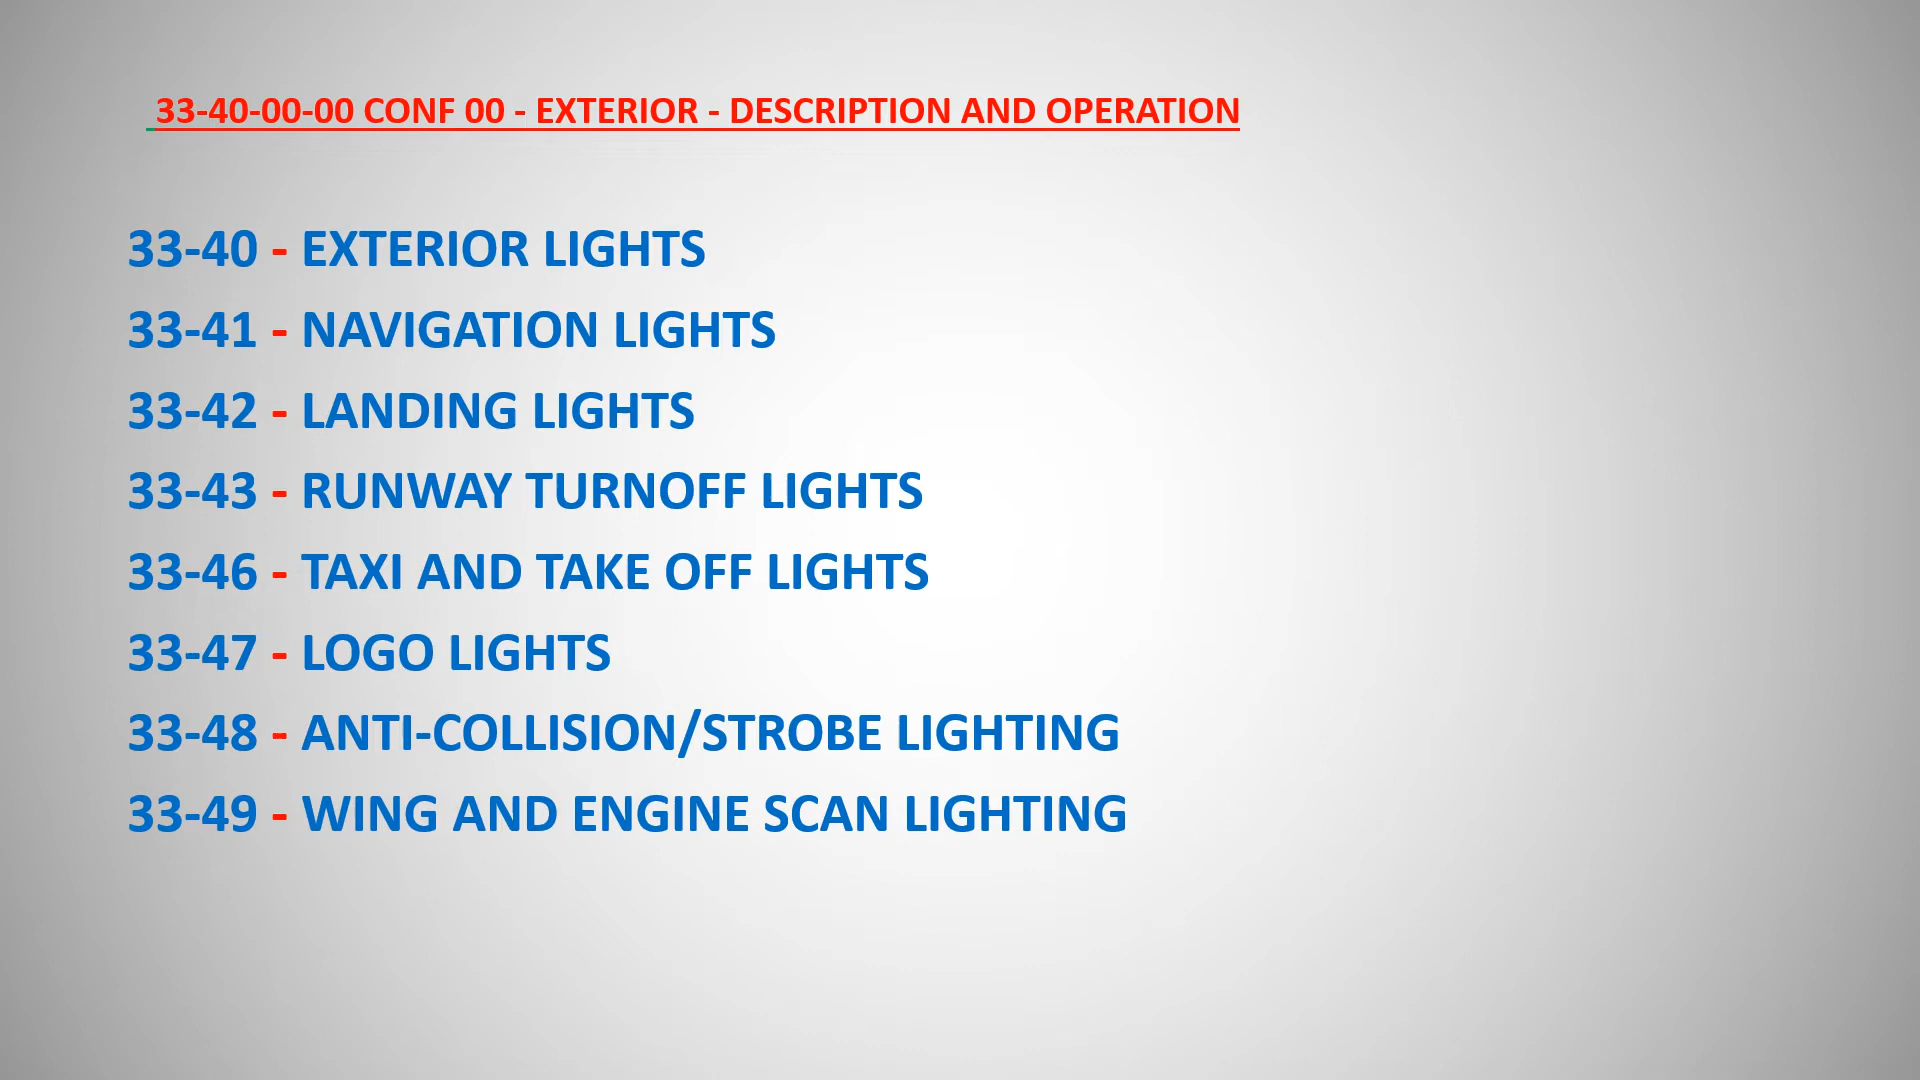 33-40-00-00 CONF 00 - EXTERIOR - DESCRIPTION AND OPERATION
33-40 - EXTERIOR LIGHTS
33-41 - NAVIGATION LIGHTS
33-42 - LANDING LIGHTS
33-43 - RUNWAY TURNOFF LIGHTS
33-46 - TAXI AND TAKE OFF LIGHTS
33-47 - LOGO LIGHTS
33-48 - ANTI-COLLISION/STROBE LIGHTING
33-49 - WING AND ENGINE SCAN LIGHTING